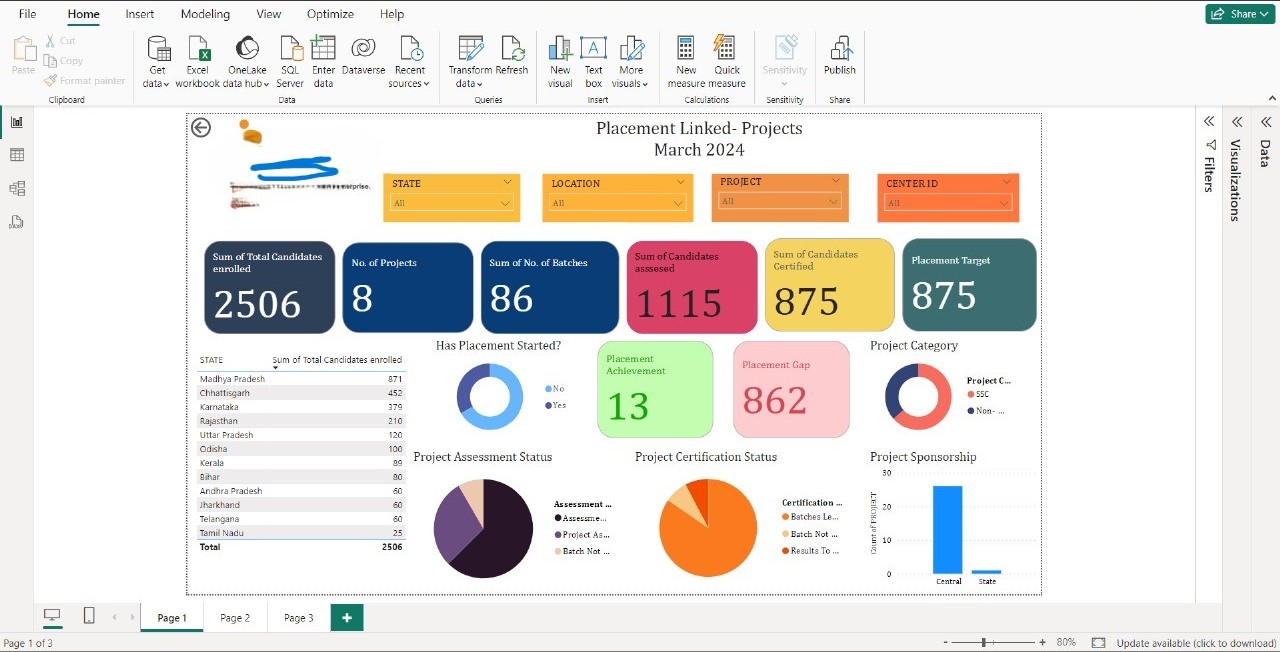 File Home Insert Modeling View Optimize Help Share
Paste
Cut
Copy
Format painter
Clipboard
Get data
Excel workbook
OneLake data hub
SQL Server
Enter data
Dataverse
Recent sources
Data
Transform data
Refresh
Queries
New visual
Text box
More visuals
Insert
New measure
Quick measure
Calculations
Sensitivity
Sensitivity
Publish
Share
Placement Linked- Projects
March 2024
STATE
All
LOCATION
All
PROJECT
All
CENTER ID
All
Sum of Total Candidates
enrolled
2506
No. of Projects
8
Sum of No. of Batches
86
Sum of Candidates
asssesed
1115
Sum of Candidates
Certified
875
Placement Target
875
STATE Sum of Total Candidates enrolled
Madhya Pradesh 871
Chhattisgarh 452
Karnataka 379
Rajasthan 210
Uttar Pradesh 120
Odisha 100
Kerala 89
Bihar 80
Andhra Pradesh 60
Jharkhand 60
Telangana 60
Tamil Nadu 25
Total 2506
Has Placement Started?
No
Yes
Placement
Achievement
13
Placement Gap
862
Project Category
Project C...
SSC
Non- ...
Project Assessment Status
Assessment ...
Assessme...
Project As...
Batch Not ...
Project Certification Status
Certification ...
Batches Le...
Batch Not ...
Results To ...
Project Sponsorship
Count of PROJECT
30
20
10
0
Central State
Filters
Visualizations
Data
Page 1 Page 2 Page 3 +
Page 1 of 3
- + 80% Update available (click to download)